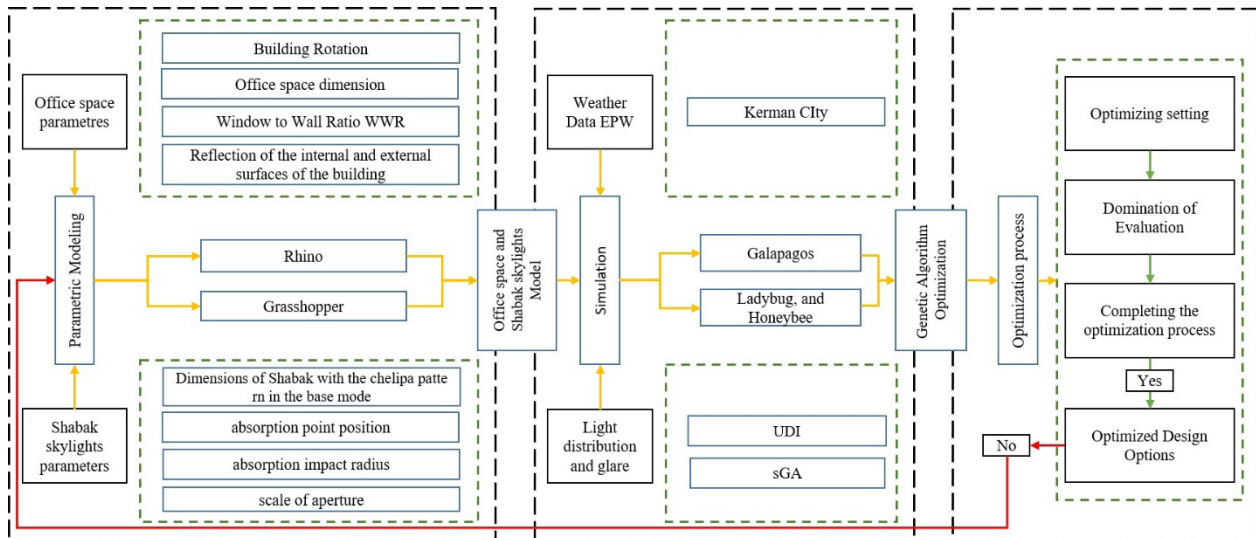 Office space
parametres
Building Rotation
Office space dimension
Window to Wall Ratio WWR
Reflection of the internal and external
surfaces of the building
Parametric Modeling
Rhino
Grasshopper
Shabak
skylights
parameters
Dimensions of Shabak with the chelipa patte
rn in the base mode
absorption point position
absorption impact radius
scale of aperture
Office space and
Shabak skylights
Model
Weather
Data EPW
Kerman CIty
Simulation
Galapagos
Ladybug, and
Honeybee
Light
distribution
and glare
UDI
sGA
Genetic Algorithm
Optimization
Optimization process
Optimizing setting
Domination of
Evaluation
Completing the
optimization process
Yes
Optimized Design
Options
No